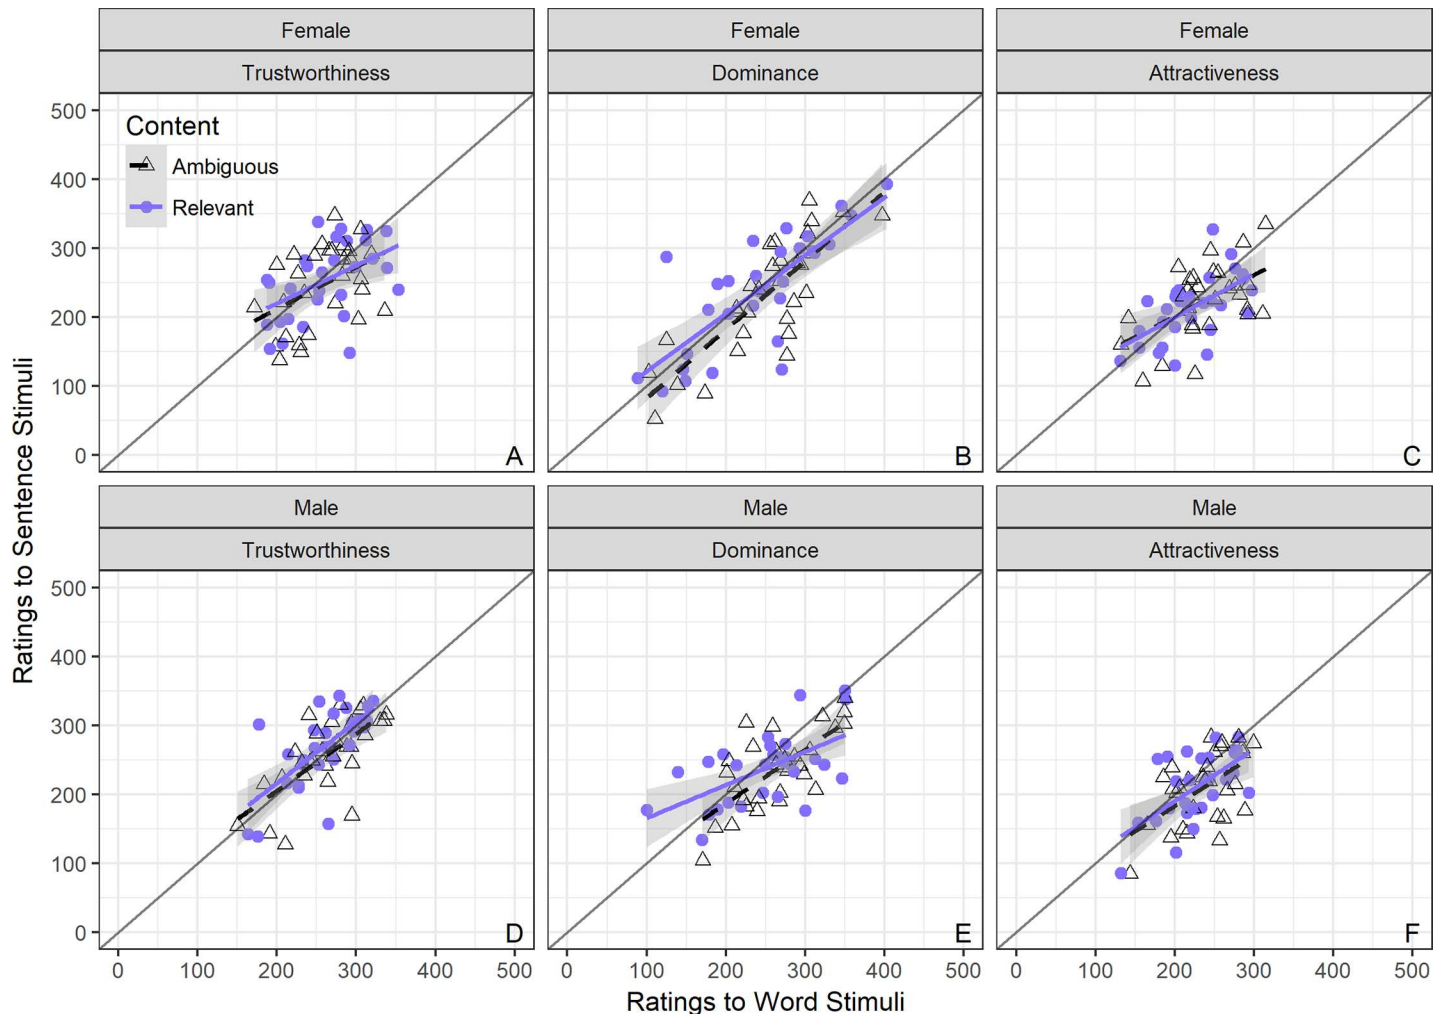 Female Female Female
Trustworthiness Dominance Attractiveness
Content
Ambiguous
Relevant
500
400
300
200
100
0
A B C
Male Male Male
Trustworthiness Dominance Attractiveness
500
400
300
200
100
0
D E F
0 100 200 300 400 500 0 100 200 300 400 500 0 100 200 300 400 500
Ratings to Word Stimuli
Ratings to Sentence Stimuli